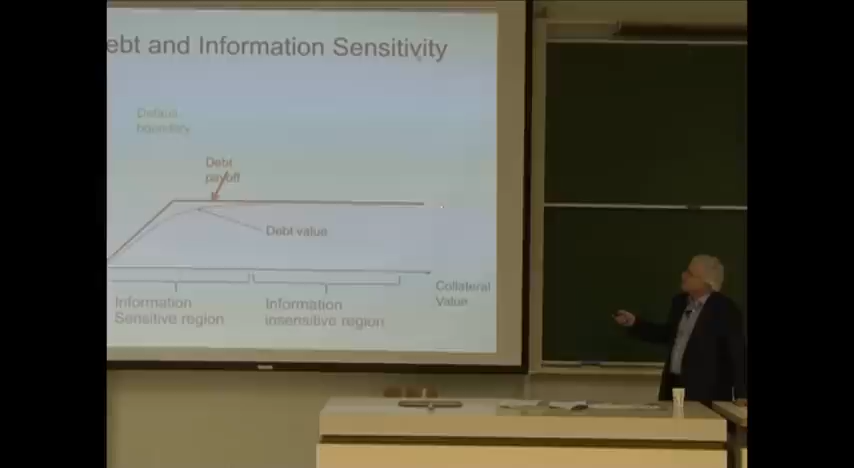 ebt and Information Sensitivity
Default
boundary
Debt
payoff
Debt value
Collateral
Value
Information
Sensitive region
Information
insensitive region